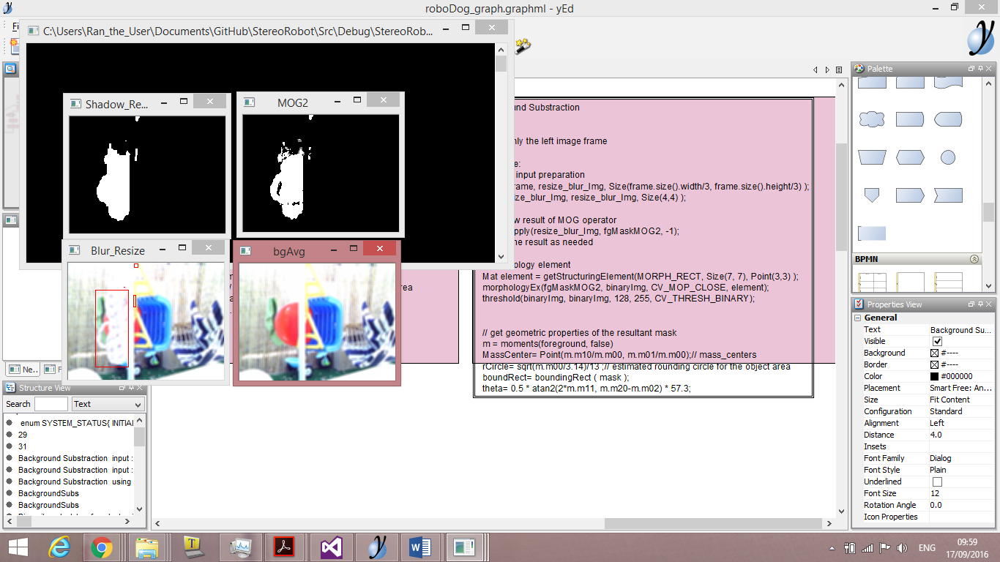 roboDog_graph.graphml - yEd
Fi
C:\Users\Ran_the_User\Documents\GitHub\StereoRobot\Src\Debug\StereoRob...
Shadow_Re...
MOG2
Blur_Resize
bgAvg
und Substraction
nly the left image frame
e:
input preparation
rame, resize_blur_Img, Size(frame.size().width/3, frame.size().height/3) );
ize_blur_Img, resize_blur_Img, Size(4,4) );
w result of MOG operator
pply(resize_blur_Img, fgMaskMOG2, -1);
he result as needed
ology element
Mat element = getStructuringElement(MORPH_RECT, Size(7, 7), Point(3,3) );
morphologyEx(fgMaskMOG2, binaryImg, CV_MOP_CLOSE, element);
threshold(binaryImg, binaryImg, 128, 255, CV_THRESH_BINARY);
// get geometric properties of the resultant mask
m = moments(foreground, false)
MassCenter= Point(m.m10/m.m00, m.m01/m.m00);// mass_centers
rCircle= sqrt(m.m00/3.14)/13 ;// estimated rounding circle for the object area
boundRect= boundingRect ( mask );
theta= 0.5 * atan2(2*m.m11, m.m20-m.m02) * 57.3;
ea
Palette
BPMN
Properties View
General
Text Background Su...
Visible
Background #----
Border #----
Color #000000
Placement Smart Free: An...
Size Fit Content
Configuration Standard
Alignment Left
Distance 4.0
Insets
Font Family Dialog
Font Style Plain
Underlined
Font Size 12
Rotation Angle 0.0
Icon Properties
Ne...
Structure View
Search Text
enum SYSTEM_STATUS{ INITIA
29
31
Background Substraction input :
Background Substraction input :
Background Substraction using
BackgroundSubs
BackgroundSubs
ENG
09:59
17/09/2016